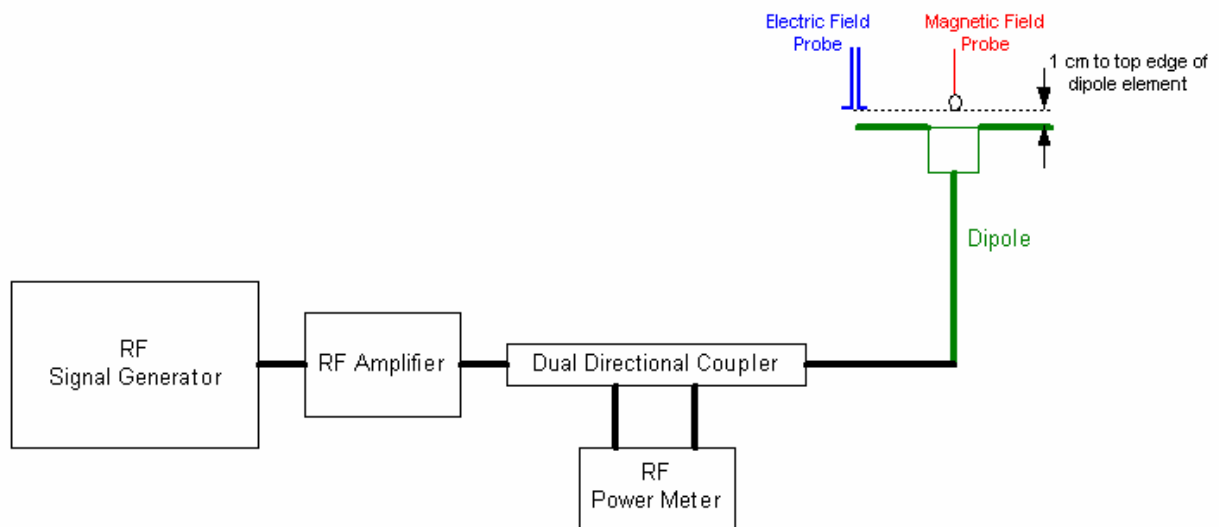 Electric Field
Probe
Magnetic Field
Probe
1 cm to top edge of
dipole element
Dipole
RF
Signal Generator
RF Amplifier
Dual Directional Coupler
RF
Power Meter